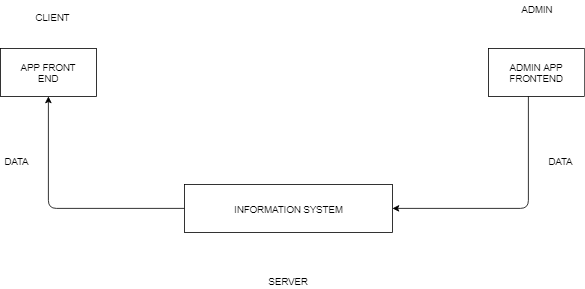 CLIENT
ADMIN
APP FRONT
END
ADMIN APP
FRONTEND
DATA
DATA
INFORMATION SYSTEM
SERVER